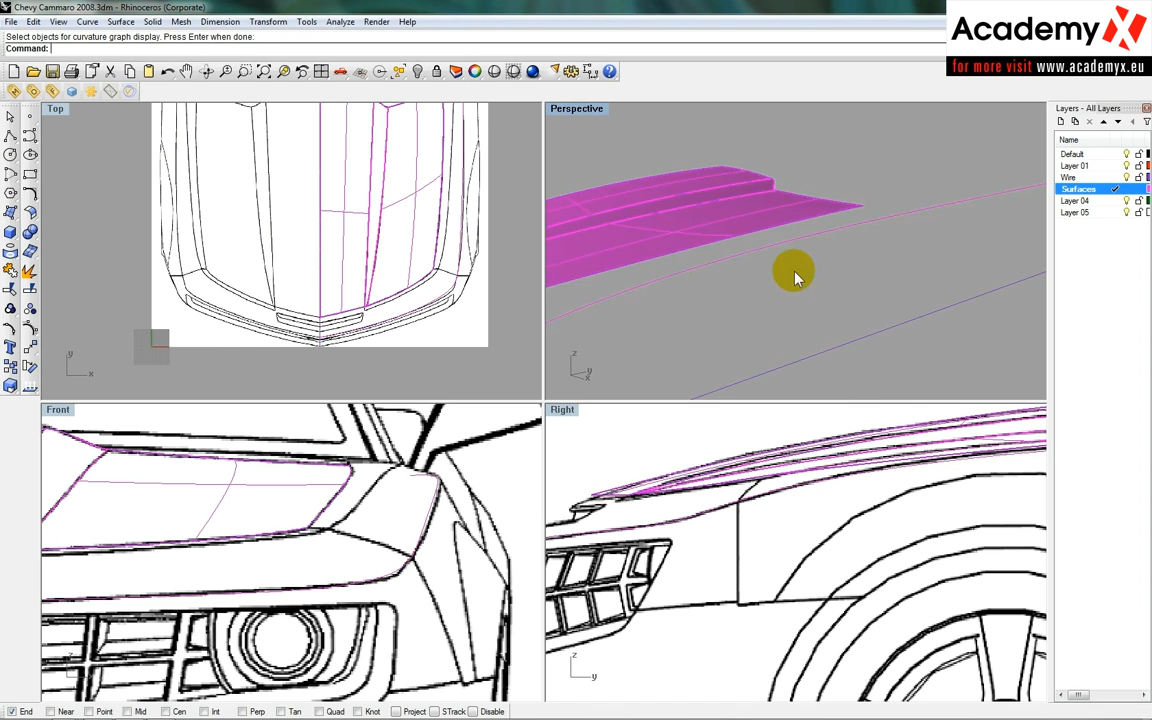 Chevy Cammaro 2008.3dm - Rhinoceros (Corporate)
File Edit View Curve Surface Solid Mesh Dimension Transform Tools Analyze Render Help
Select objects for curvature graph display. Press Enter when done:
Command:
Academy X
for more visit www.academyx.eu
Top
Perspective
Layers - All Layers
Name
Default
Layer 01
Wire
Surfaces
Layer 04
Layer 05
y
x
z
y
x
Front
Right
z
x
z
y
End Near Point Mid Cen Int Perp Tan Quad Knot Project STrack Disable